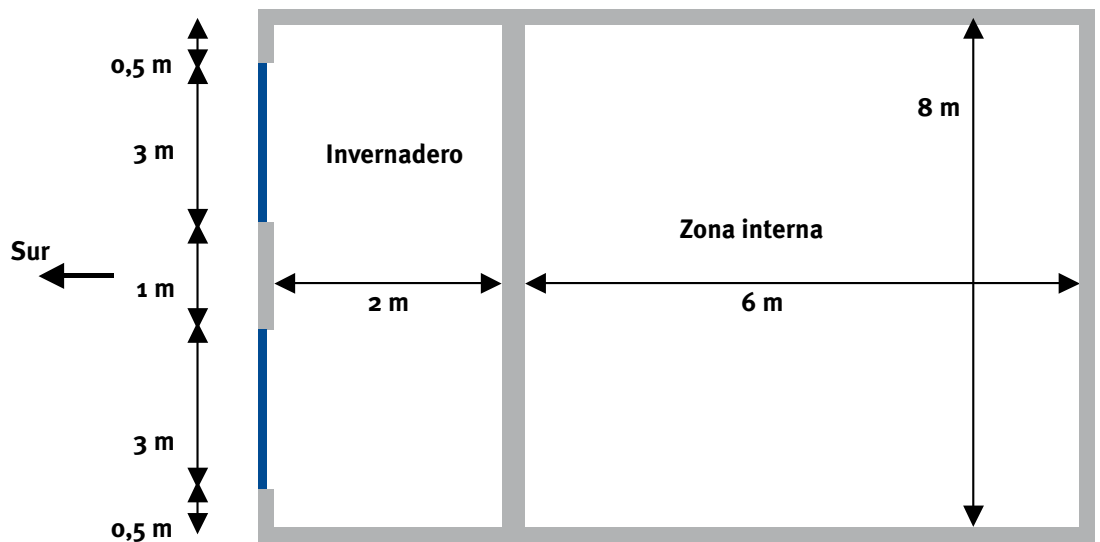 0,5 m
3 m
Invernadero
8 m
Zona interna
Sur
1 m
2 m
6 m
3 m
0,5 m